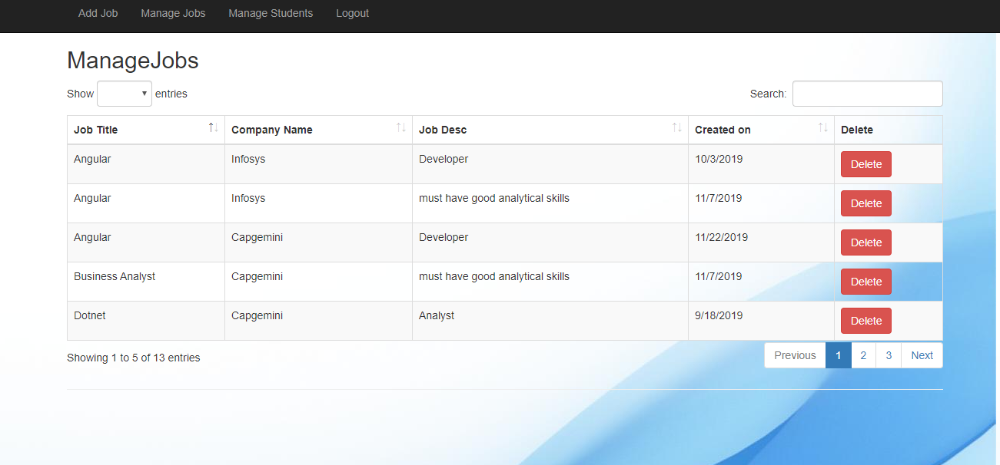 Add Job Manage Jobs Manage Students Logout
ManageJobs
Show entries Search:
Job Title Company Name Job Desc Created on Delete
Angular Infosys Developer 10/3/2019 Delete
Angular Infosys must have good analytical skills 11/7/2019 Delete
Angular Capgemini Developer 11/22/2019 Delete
Business Analyst Capgemini must have good analytical skills 11/7/2019 Delete
Dotnet Capgemini Analyst 9/18/2019 Delete
Showing 1 to 5 of 13 entries Previous 1 2 3 Next